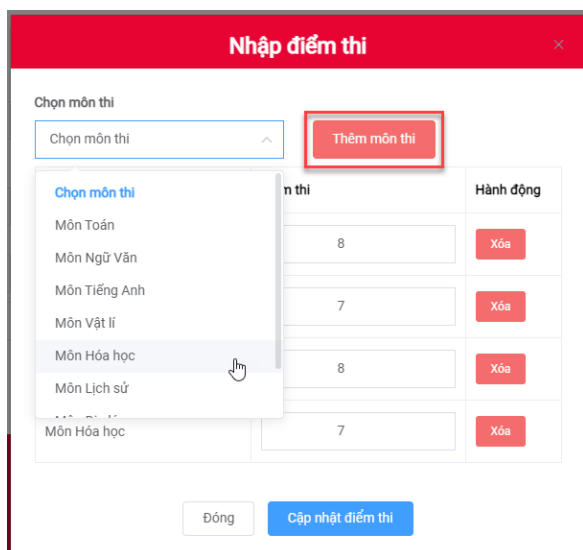 Nhập điểm thi
Chọn môn thi
Chọn môn thi
Thêm môn thi
Chọn môn thi
Môn Toán
Môn Ngữ Văn
Môn Tiếng Anh
Môn Vật lí
Môn Hóa học
Môn Lịch sử
thi
Hành động
8
Xóa
7
Xóa
8
Xóa
Môn Hóa học
7
Xóa
Đóng
Cập nhật điểm thi